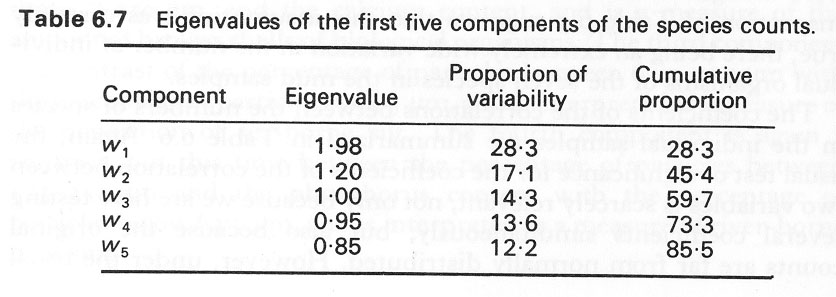 Table 6.7 Eigenvalues of the first five components of the species counts.
Component Eigenvalue Proportion of variability Cumulative proportion
W1 1·98 28·3 28·3
W2 1·20 17·1 45·4
W3 1·00 14·3 59·7
W4 0·95 13·6 73·3
W5 0·85 12·2 85·5